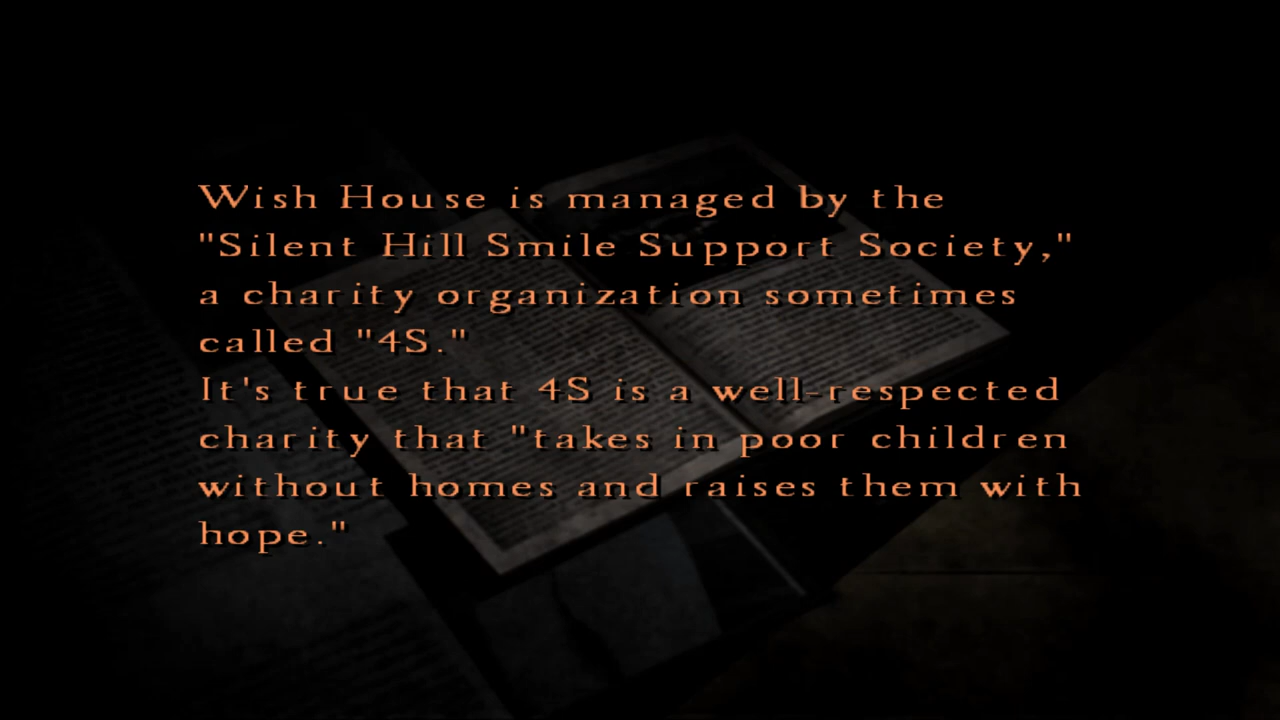 Wish House is managed by the
"Silent Hill Smile Support Society,"
a charity organization sometimes
called "4S."
It's true that 4S is a well-respected
charity that "takes in poor children
without homes and raises them with
hope."